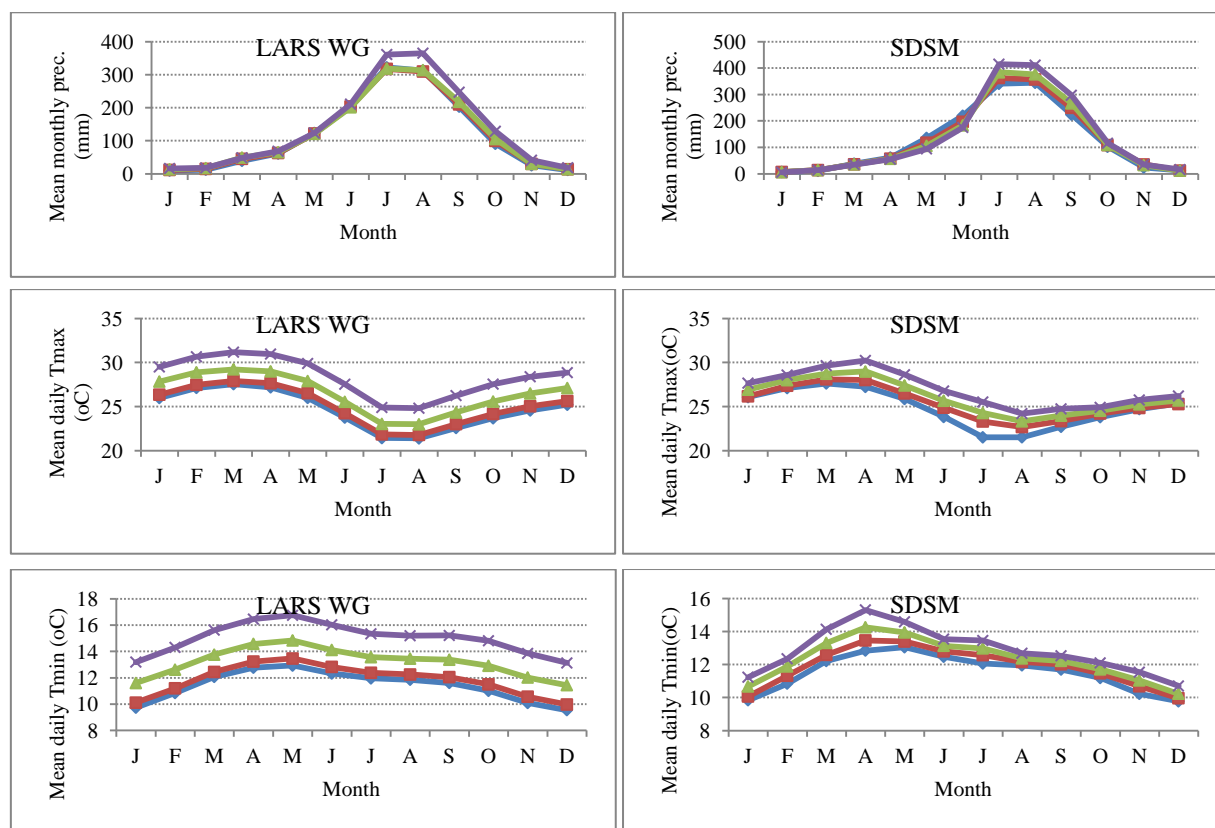 LARS WG
Mean monthly prec.
(mm)
400
300
200
100
0
J F M A M J J A S O N D
Month
SDSM
Mean monthly prec.
(mm)
500
400
300
200
100
0
J F M A M J J A S O N D
Month
LARS WG
Mean daily Tmax
(oC)
35
30
25
20
J F M A M J J A S O N D
Month
SDSM
Mean daily Tmax(oC)
35
30
25
20
J F M A M J J A S O N D
Month
LARS WG
Mean daily Tmin (oC)
18
16
14
12
10
8
J F M A M J J A S O N D
Month
SDSM
Mean daily Tmin(oC)
16
14
12
10
8
J F M A M J J A S O N D
Month